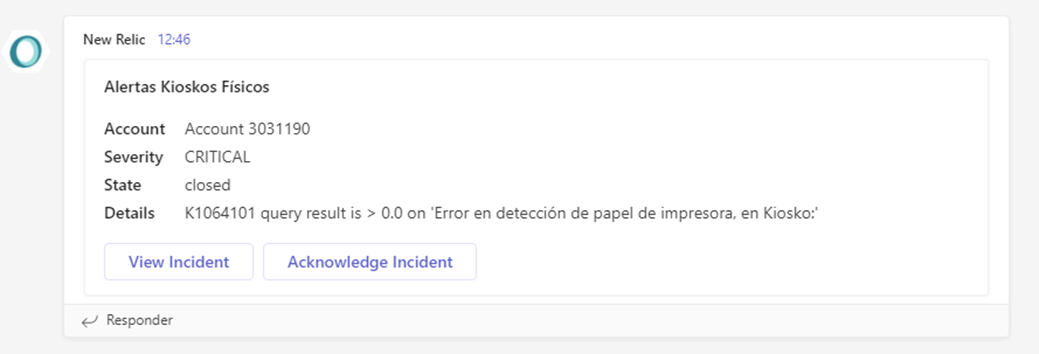 New Relic 12:46
Alertas Kioskos Físicos
Account Account 3031190
Severity CRITICAL
State closed
Details K1064101 query result is > 0.0 on 'Error en detección de papel de impresora, en Kiosko:'
View Incident Acknowledge Incident
Responder